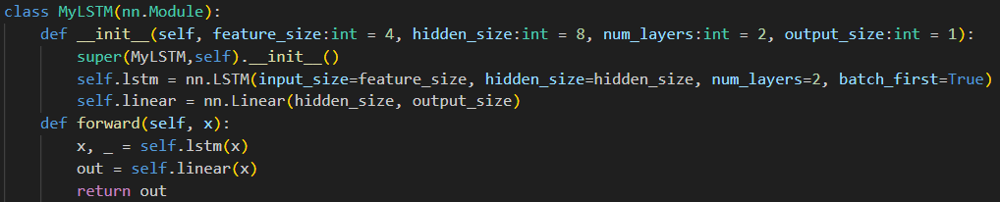 class MyLSTM(nn.Module):
    def __init__(self, feature_size:int = 4, hidden_size:int = 8, num_layers:int = 2, output_size:int = 1):
        super(MyLSTM,self).__init__()
        self.lstm = nn.LSTM(input_size=feature_size, hidden_size=hidden_size, num_layers=2, batch_first=True)
        self.linear = nn.Linear(hidden_size, output_size)
    def forward(self, x):
        x, _ = self.lstm(x)
        out = self.linear(x)
        return out